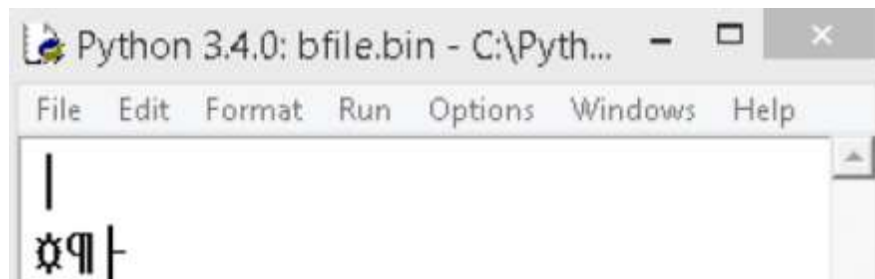 Python 3.4.0: bfile.bin - C:\Pyth...
File Edit Format Run Options Windows Help
¤¶├